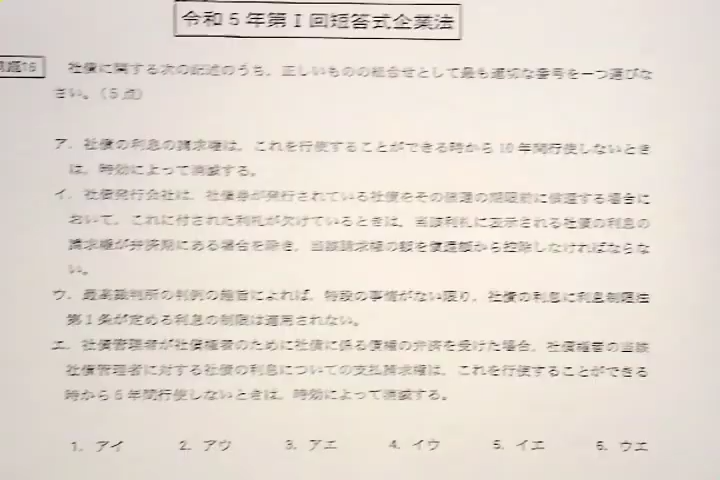 令和5年第Ⅰ回短答式企業法
問題16
社債に関する次の記述のうち，正しいものの組合せとして最も適切な番号を一つ選びな
さい。（5点）
ア．社債の利息の請求権は，これを行使することができる時から10年間行使しないとき
は，時効によって消滅する。
イ．社債発行会社は，社債券が発行されている社債をその償還の期限前に償還する場合に
おいて，これに付された利札が欠けているときは，当該利札に表示される社債の利息の
請求権が弁済期にある場合を除き，当該請求権の額を償還額から控除しなければならな
い。
ウ．最高裁判所の判例の趣旨によれば，特段の事情がない限り，社債の利息に利息制限法
第1条が定める利息の制限は適用されない。
エ．社債管理者が社債権者のために社債に係る債権の弁済を受けた場合，社債権者の当該
社債管理者に対する社債の利息についての支払請求権は，これを行使することができる
時から5年間行使しないときは，時効によって消滅する。
1．アイ 2．アウ 3．アエ 4．イウ 5．イエ 6．ウエ